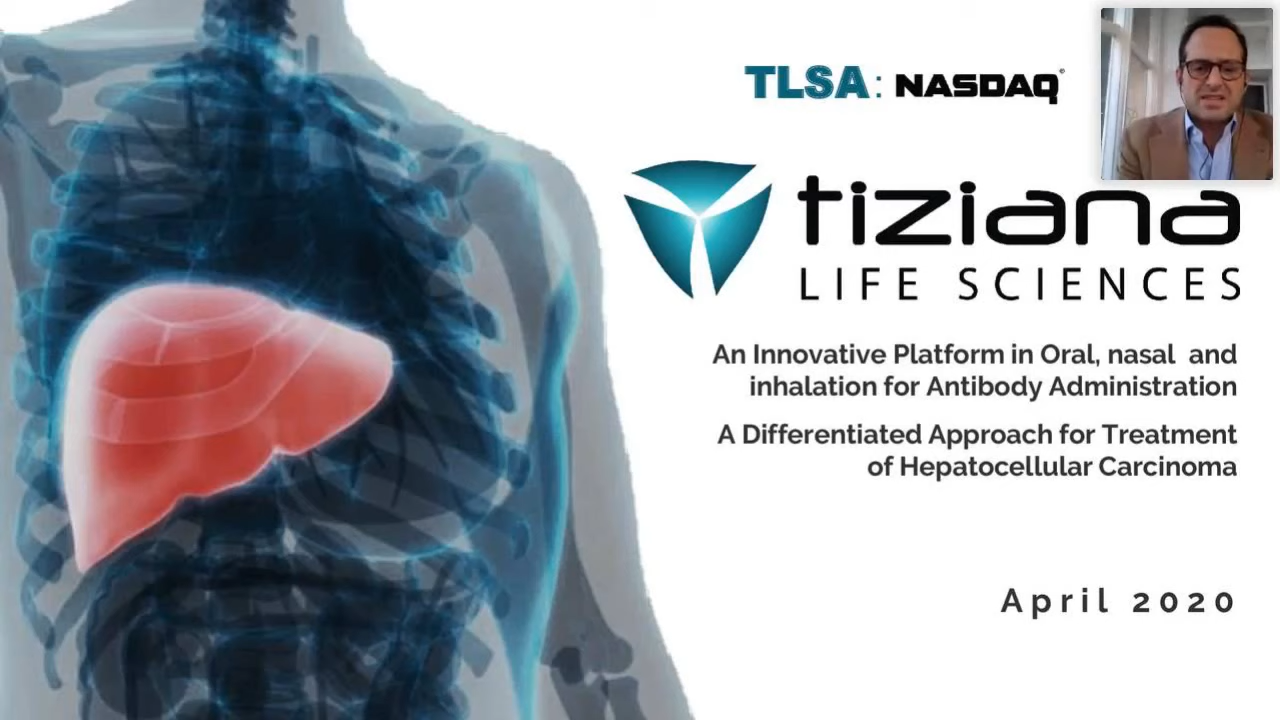 TLSA: NASDAQ
tiziana
LIFE SCIENCES
An Innovative Platform in Oral, nasal and
inhalation for Antibody Administration
A Differentiated Approach for Treatment
of Hepatocellular Carcinoma
April 2020